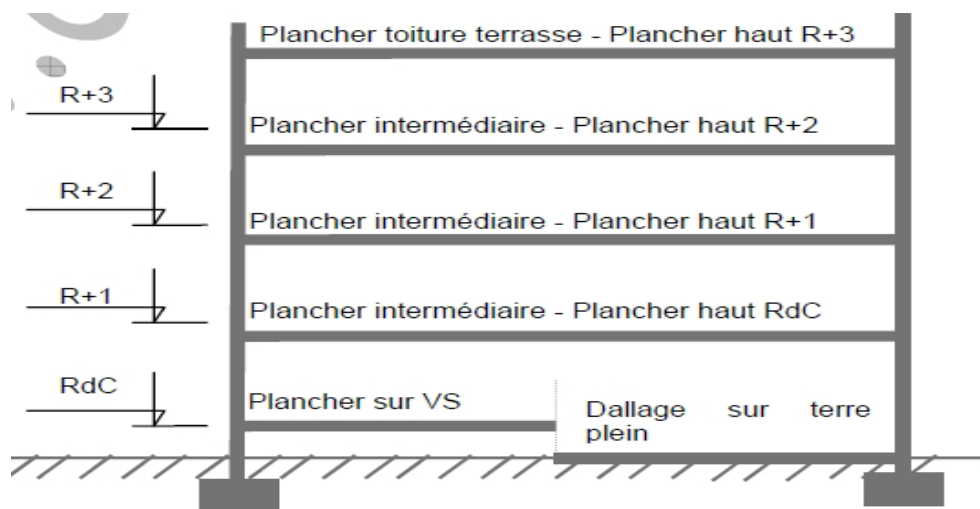 Plancher toiture terrasse - Plancher haut R+3
R+3
Plancher intermédiaire - Plancher haut R+2
R+2
Plancher intermédiaire - Plancher haut R+1
R+1
Plancher intermédiaire - Plancher haut RdC
RdC
Plancher sur VS
Dallage sur terre
plein